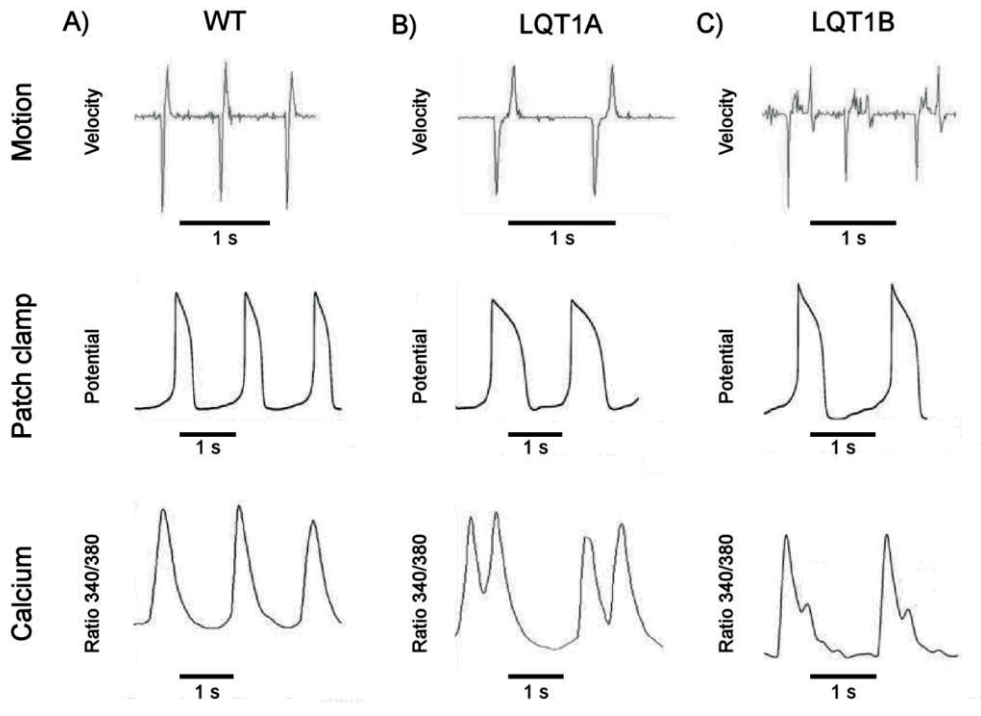 A) WT B) LQT1A C) LQT1B
Motion
Velocity Velocity Velocity
1 s 1 s 1 s
Patch clamp
Potential Potential Potential
1 s 1 s 1 s
Calcium
Ratio 340/380 Ratio 340/380 Ratio 340/380
1 s 1 s 1 s